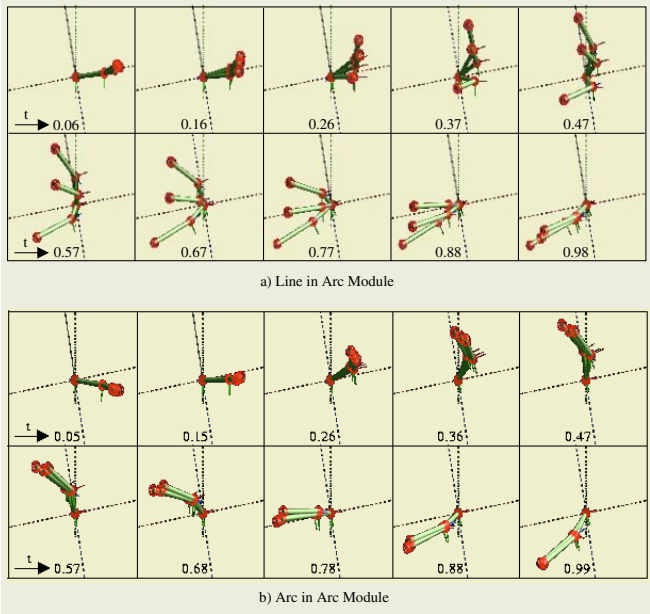 t
0.06 0.16 0.26 0.37 0.47
t
0.57 0.67 0.77 0.88 0.98
a) Line in Arc Module
t
0.05 0.15 0.26 0.36 0.47
t
0.57 0.68 0.78 0.88 0.99
b) Arc in Arc Module